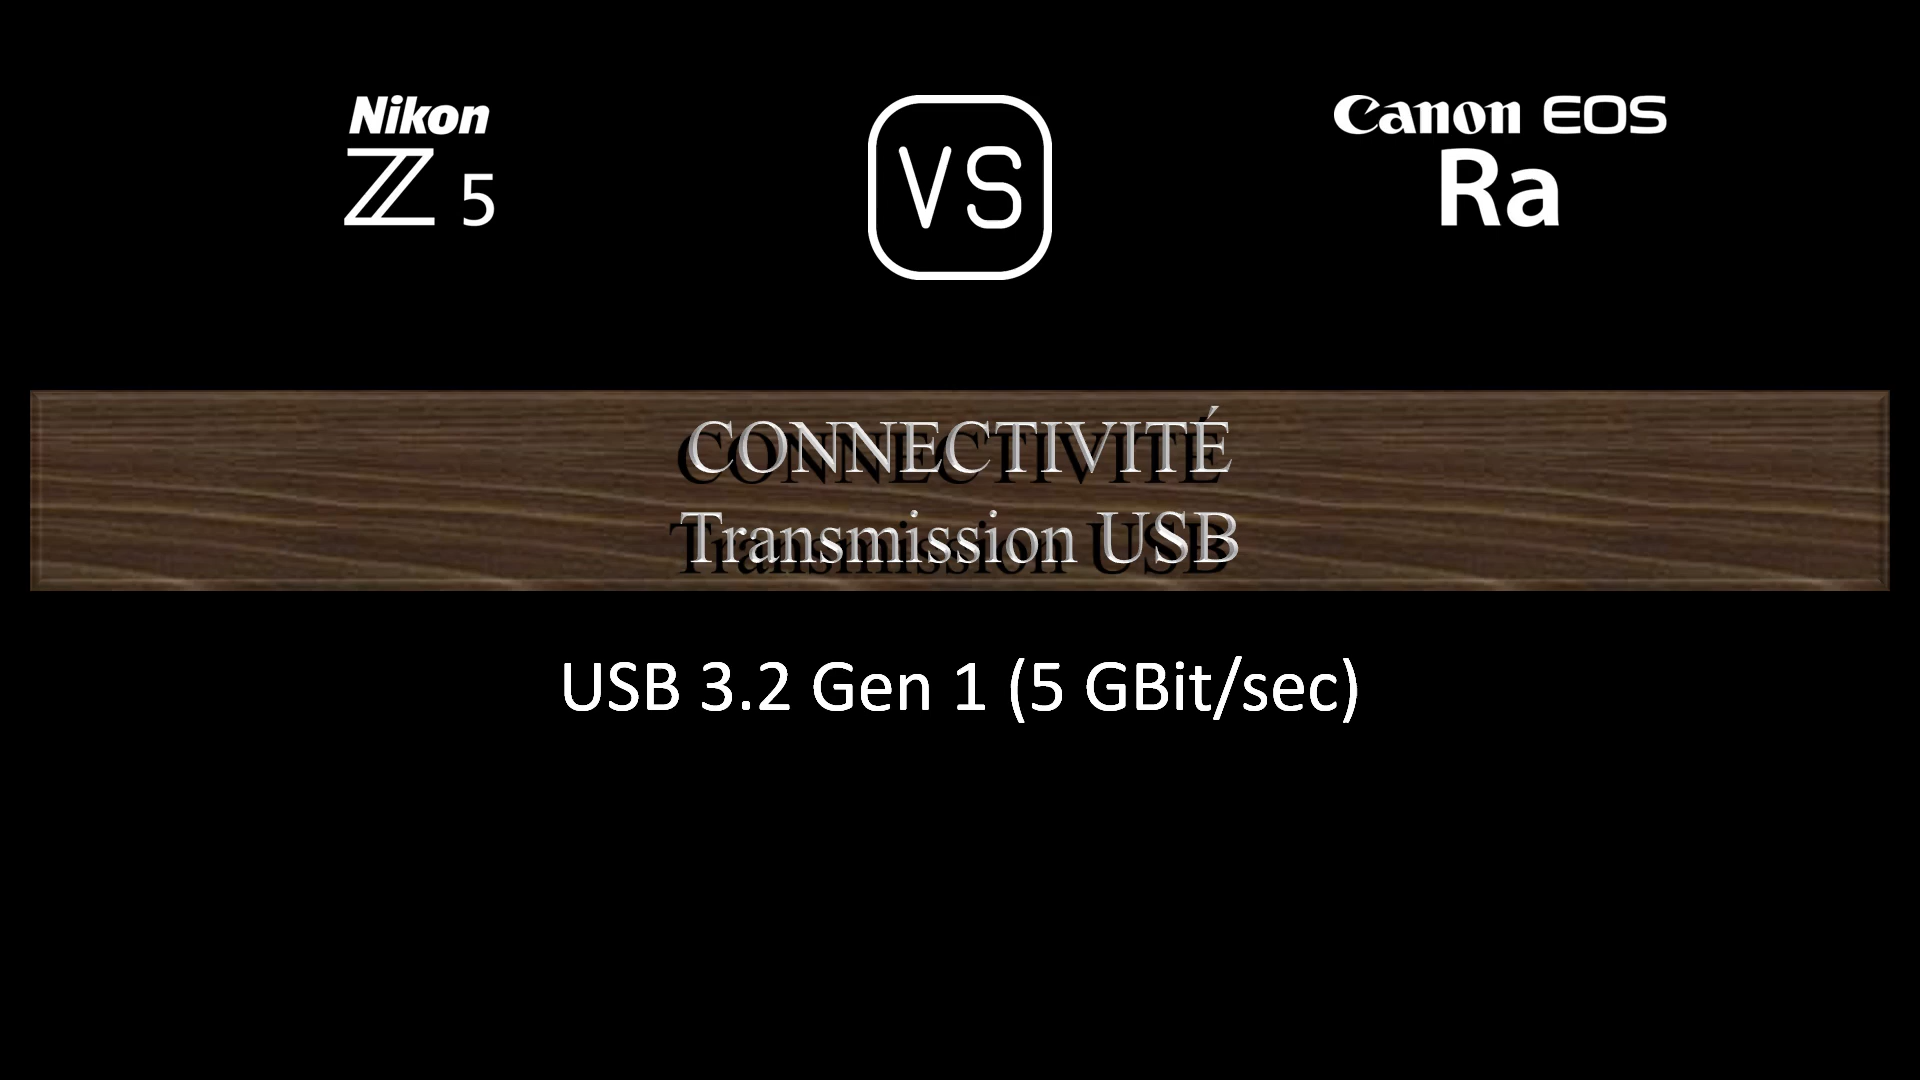 Nikon
Z 5
VS
Canon EOS
Ra
CONNECTIVITÉ
Transmission USB
USB 3.2 Gen 1 (5 GBit/sec)